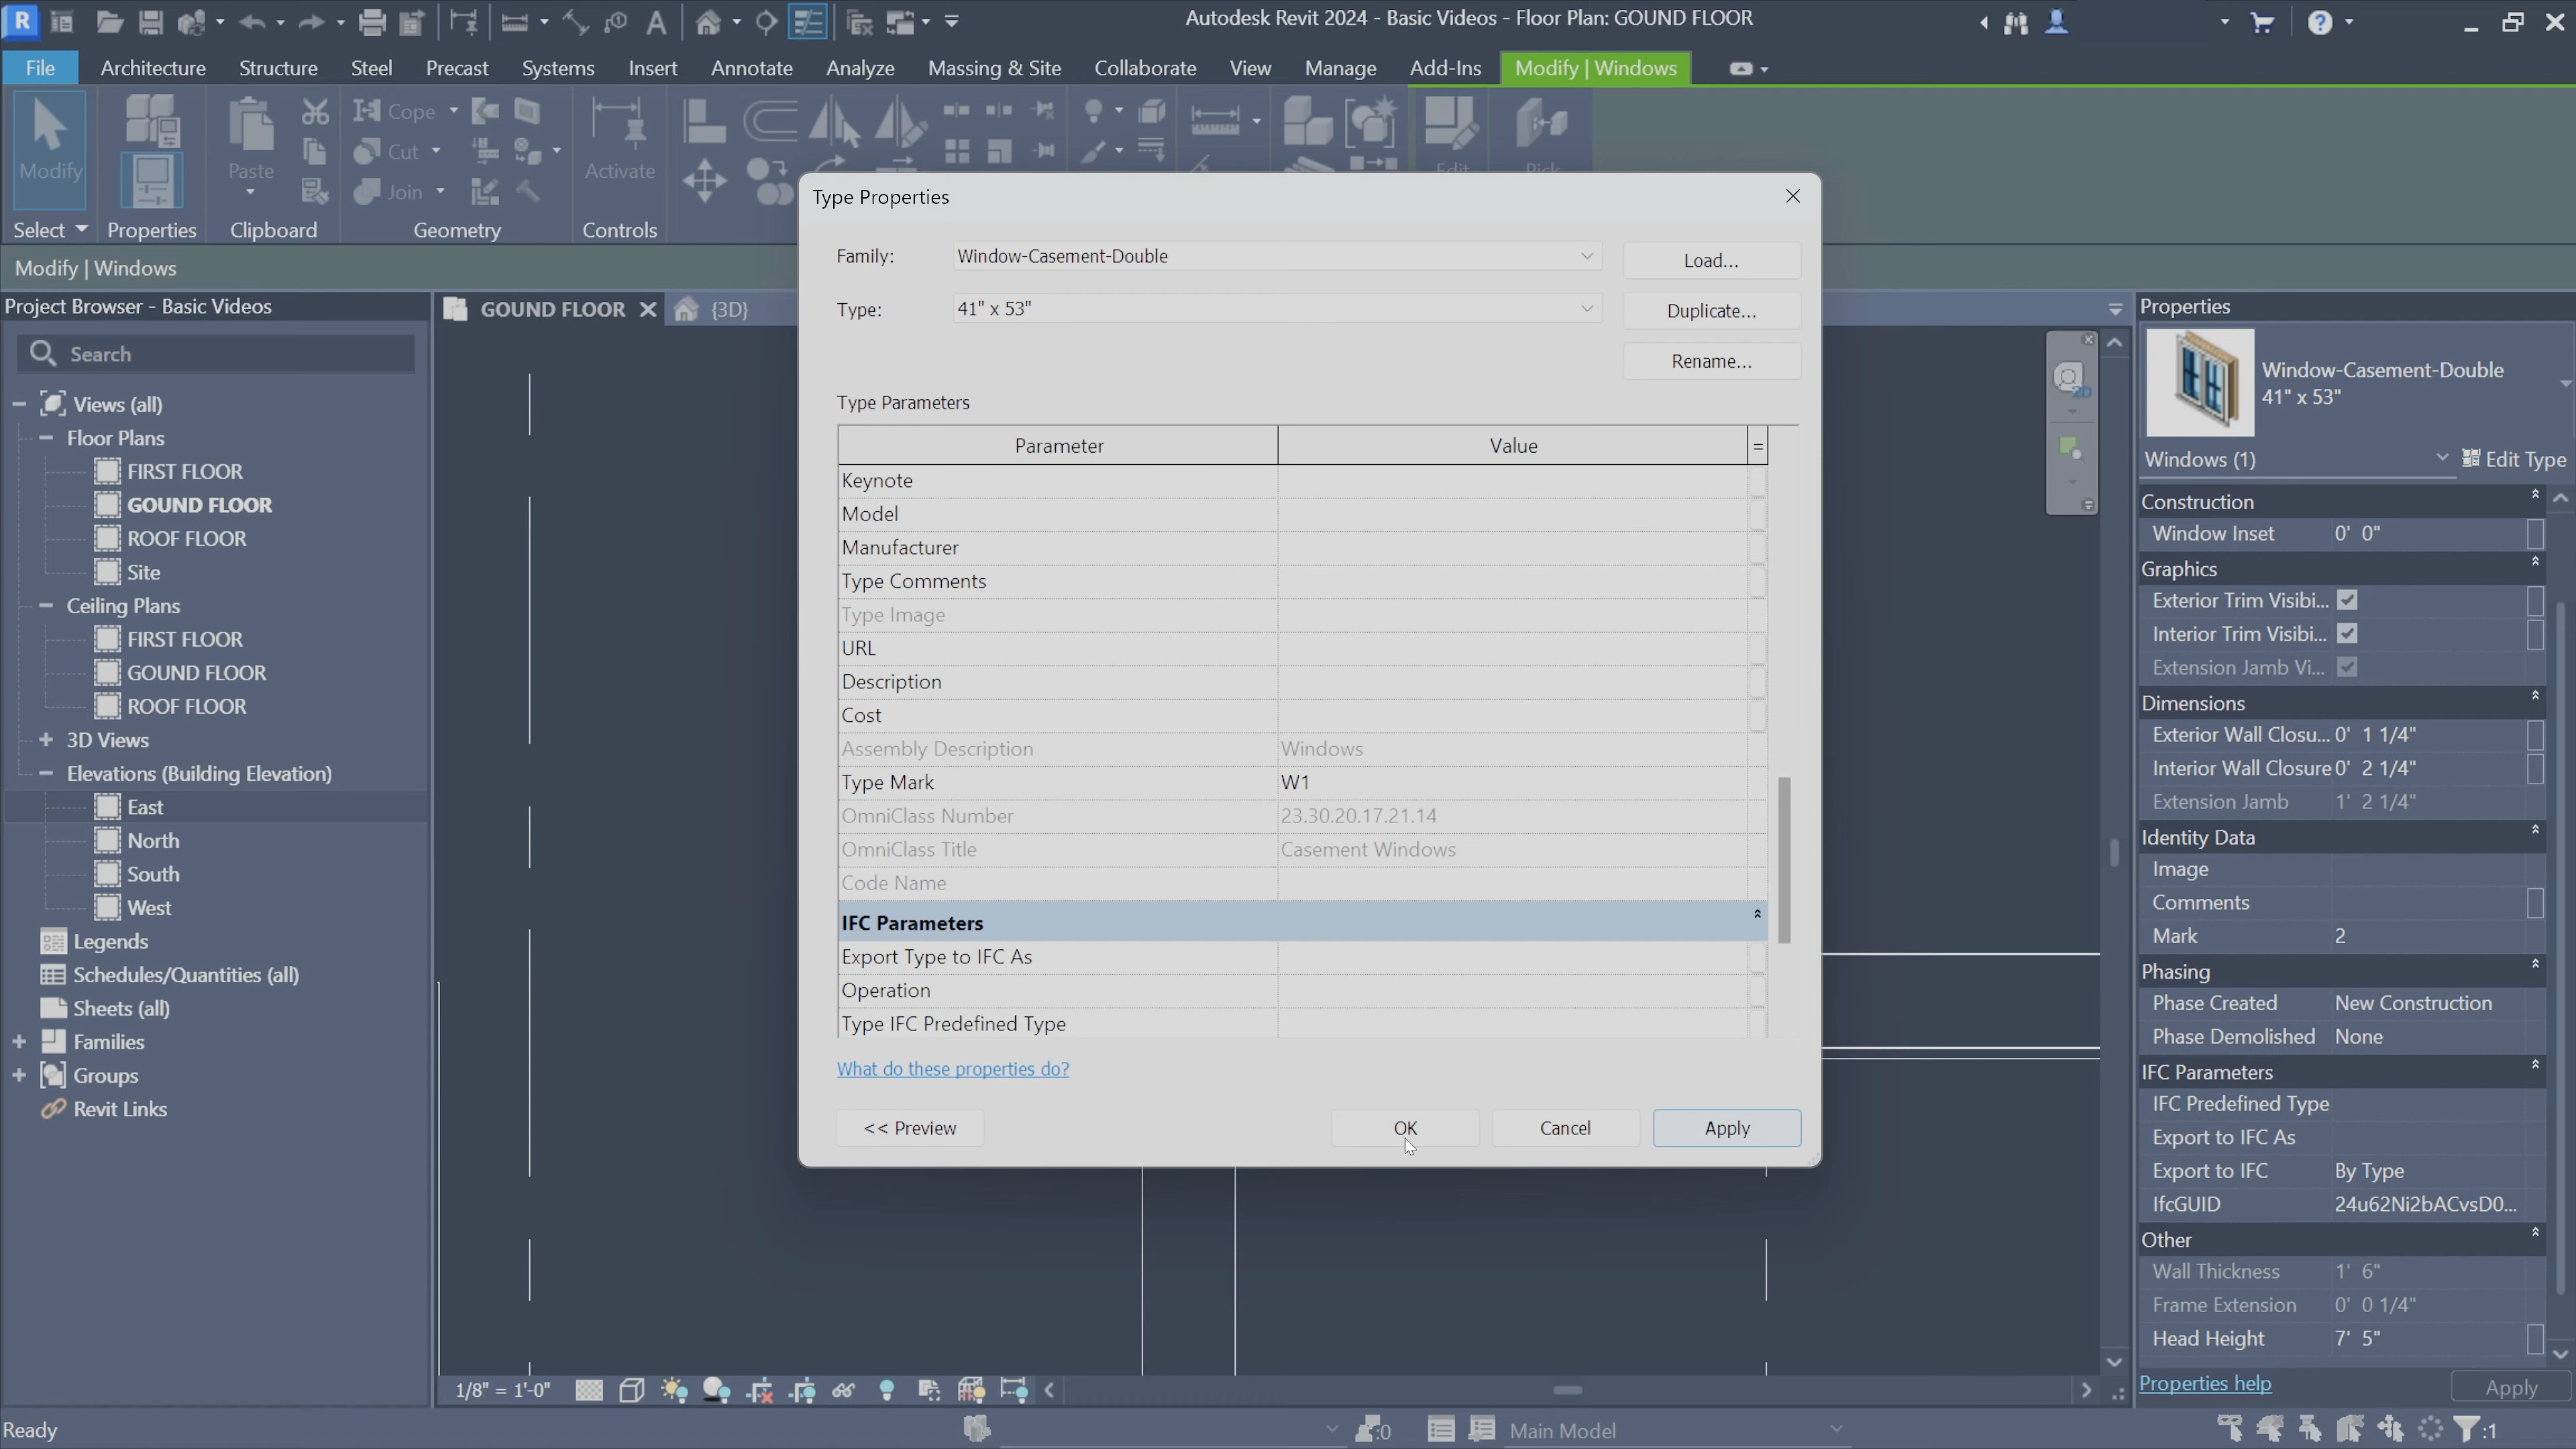 Autodesk Revit 2024 - Basic Videos - Floor Plan: GOUND FLOOR
File Architecture Structure Steel Precast Systems Insert Annotate Analyze Massing & Site Collaborate View Manage Add-Ins Modify | Windows
Modify
Cope
Cut
Join
Paste
Activate
Edit
Pick
Select Properties Clipboard Geometry Controls
Modify | Windows
Project Browser - Basic Videos
Search
Views (all)
Floor Plans
FIRST FLOOR
GOUND FLOOR
ROOF FLOOR
Site
Ceiling Plans
FIRST FLOOR
GOUND FLOOR
ROOF FLOOR
3D Views
Elevations (Building Elevation)
East
North
South
West
Legends
Schedules/Quantities (all)
Sheets (all)
Families
Groups
Revit Links
GOUND FLOOR
{3D}
Type Properties
Family: Window-Casement-Double Load...
Type: 41" x 53" Duplicate...
Rename...
Type Parameters
Parameter Value =
Keynote
Model
Manufacturer
Type Comments
Type Image
URL
Description
Cost
Assembly Description Windows
Type Mark W1
OmniClass Number 23.30.20.17.21.14
OmniClass Title Casement Windows
Code Name
IFC Parameters
Export Type to IFC As
Operation
Type IFC Predefined Type
What do these properties do?
<< Preview OK Cancel Apply
Properties
Window-Casement-Double
41" x 53"
Windows (1) Edit Type
Construction
Window Inset 0' 0"
Graphics
Exterior Trim Visibi...
Interior Trim Visibi...
Extension Jamb Vi...
Dimensions
Exterior Wall Closu... 0' 1 1/4"
Interior Wall Closure 0' 2 1/4"
Extension Jamb 1' 2 1/4"
Identity Data
Image
Comments
Mark 2
Phasing
Phase Created New Construction
Phase Demolished None
IFC Parameters
IFC Predefined Type
Export to IFC As
Export to IFC By Type
IfcGUID 24u62Ni2bACvsD0...
Other
Wall Thickness 1' 6"
Frame Extension 0' 0 1/4"
Head Height 7' 5"
Properties help Apply
1/8" = 1'-0"
Ready :0 Main Model :1